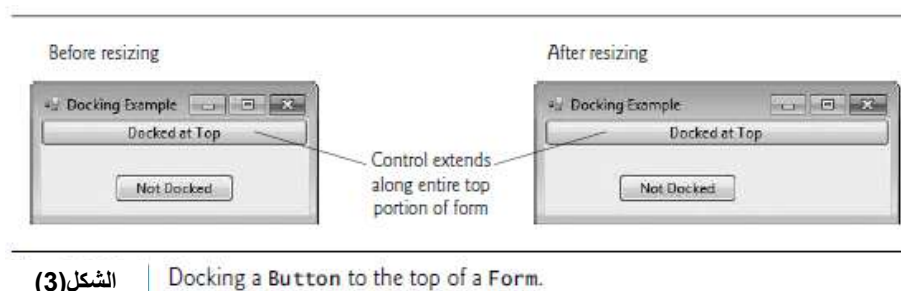 Before resizing
After resizing
Docking Example
Docked at Top
Not Docked
Control extends
along entire top
portion of form
Docking Example
Docked at Top
Not Docked
الشكل(3)
Docking a Button to the top of a Form.